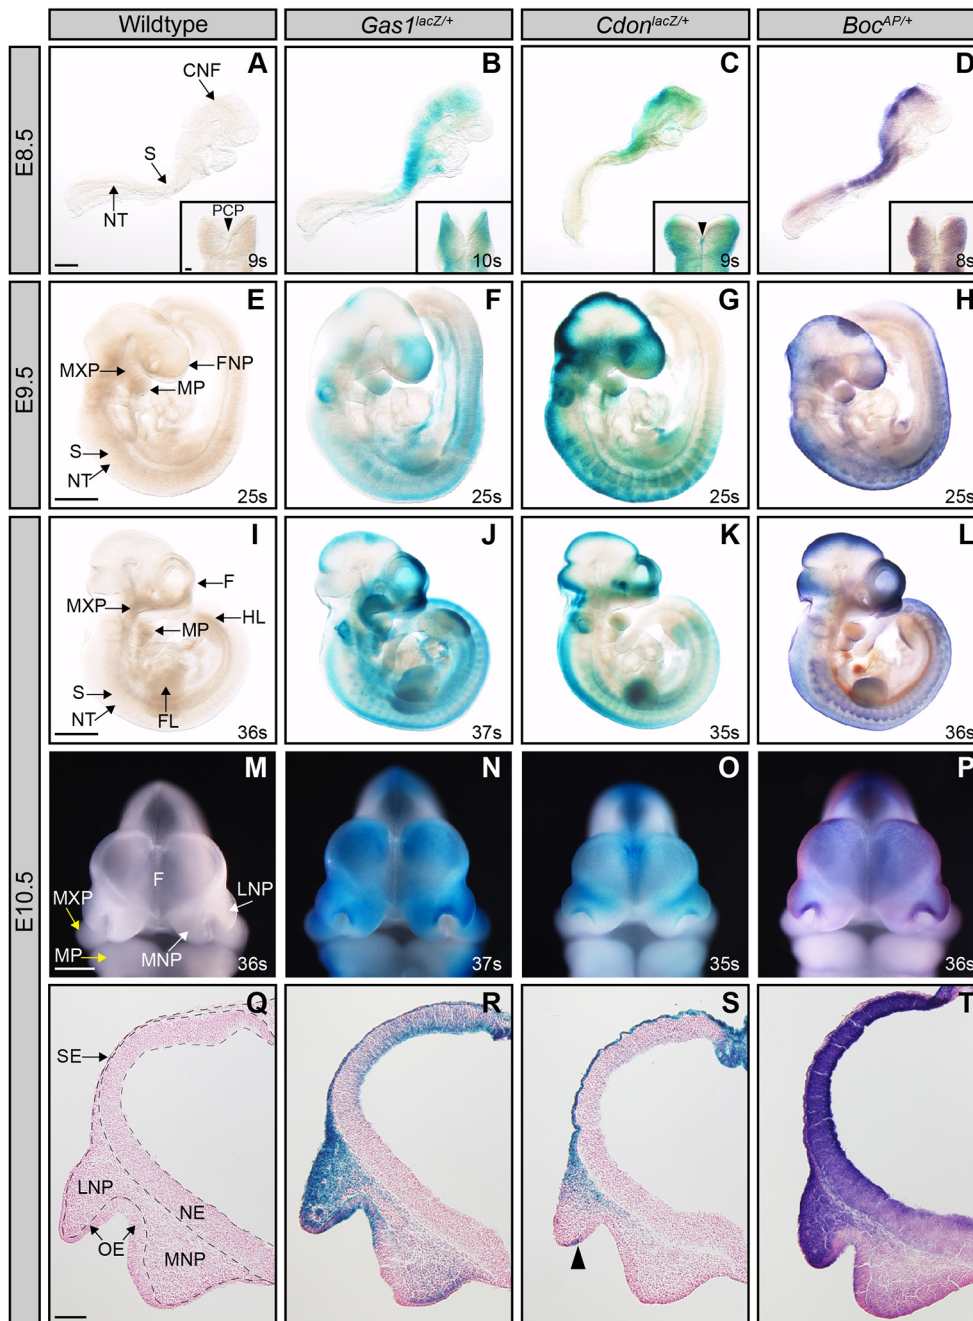 Wildtype
Gas1lacZ/+
Cdonlacz/+
BocAP/+
E8.5
A
CNF
S
NT
PCP
9s
B
10s
C
9s
D
8s
E9.5
E
MXP
FNP
MP
S
NT
25s
F
25s
G
25s
H
25s
E10.5
I
F
MXP
HL
MP
S
NT
FL
36s
J
37s
K
35s
L
36s
M
F
LNP
MXP
MP
MNP
36s
N
37s
O
35s
P
36s
Q
SE
LNP
NE
OE
MNP
R
S
T